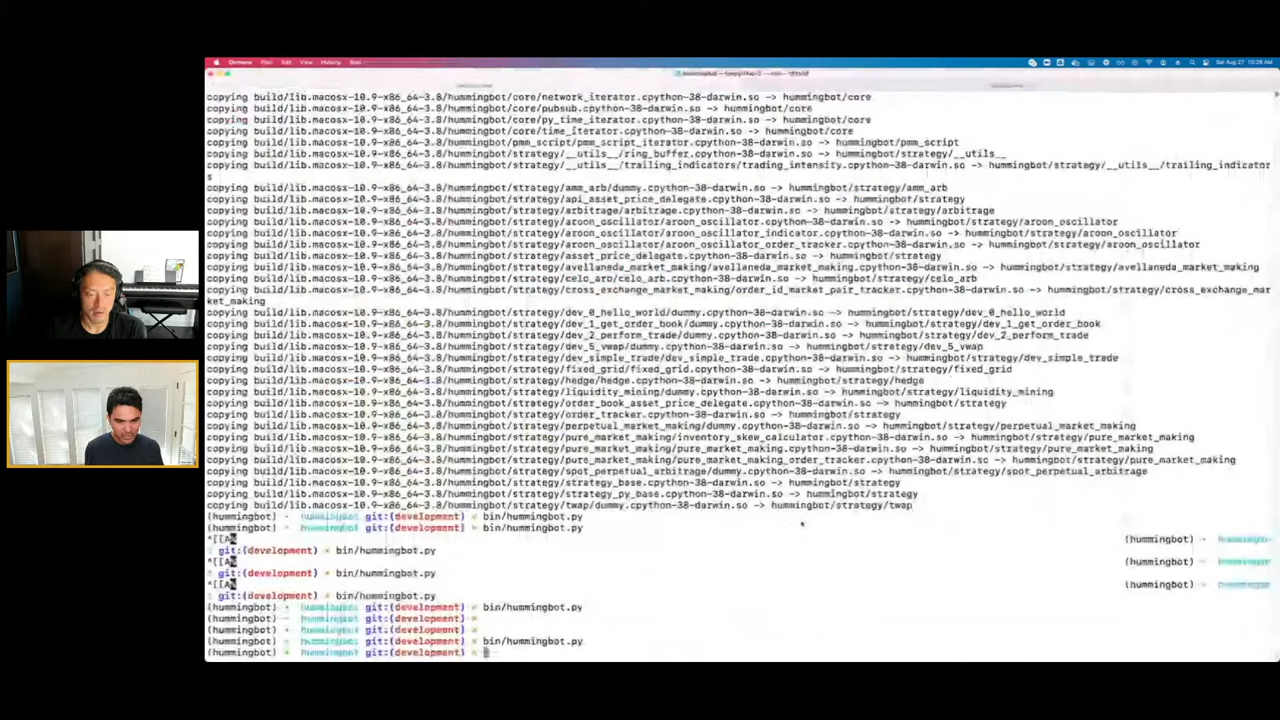 File Edit View History
Sat Aug 27 10:28 AM
copying build/lib.macosx-10.9-x86_64-3.8/hummingbot/core/network_iterator.cpython-38-darwin.so -> hummingbot/core
copying build/lib.macosx-10.9-x86_64-3.8/hummingbot/core/pubsub.cpython-38-darwin.so -> hummingbot/core
copying build/lib.macosx-10.9-x86_64-3.8/hummingbot/core/py_time_iterator.cpython-38-darwin.so -> hummingbot/core
copying build/lib.macosx-10.9-x86_64-3.8/hummingbot/core/time_iterator.cpython-38-darwin.so -> hummingbot/core
copying build/lib.macosx-10.9-x86_64-3.8/hummingbot/pmm_script/pmm_script_iterator.cpython-38-darwin.so -> hummingbot/pmm_script
copying build/lib.macosx-10.9-x86_64-3.8/hummingbot/strategy/__utils__/ring_buffer.cpython-38-darwin.so -> hummingbot/strategy/__utils__
copying build/lib.macosx-10.9-x86_64-3.8/hummingbot/strategy/__utils__/trailing_indicators/trading_intensity.cpython-38-darwin.so -> hummingbot/strategy/__utils__/trailing_indicator
s
copying build/lib.macosx-10.9-x86_64-3.8/hummingbot/strategy/amm_arb/dummy.cpython-38-darwin.so -> hummingbot/strategy/amm_arb
copying build/lib.macosx-10.9-x86_64-3.8/hummingbot/strategy/api_asset_price_delegate.cpython-38-darwin.so -> hummingbot/strategy
copying build/lib.macosx-10.9-x86_64-3.8/hummingbot/strategy/arbitrage/arbitrage.cpython-38-darwin.so -> hummingbot/strategy/arbitrage
copying build/lib.macosx-10.9-x86_64-3.8/hummingbot/strategy/aroon_oscillator/aroon_oscillator.cpython-38-darwin.so -> hummingbot/strategy/aroon_oscillator
copying build/lib.macosx-10.9-x86_64-3.8/hummingbot/strategy/aroon_oscillator/aroon_oscillator_indicator.cpython-38-darwin.so -> hummingbot/strategy/aroon_oscillator
copying build/lib.macosx-10.9-x86_64-3.8/hummingbot/strategy/aroon_oscillator/aroon_oscillator_order_tracker.cpython-38-darwin.so -> hummingbot/strategy/aroon_oscillator
copying build/lib.macosx-10.9-x86_64-3.8/hummingbot/strategy/asset_price_delegate.cpython-38-darwin.so -> hummingbot/strategy
copying build/lib.macosx-10.9-x86_64-3.8/hummingbot/strategy/avellaneda_market_making/avellaneda_market_making.cpython-38-darwin.so -> hummingbot/strategy/avellaneda_market_making
copying build/lib.macosx-10.9-x86_64-3.8/hummingbot/strategy/celo_arb/celo_arb.cpython-38-darwin.so -> hummingbot/strategy/celo_arb
copying build/lib.macosx-10.9-x86_64-3.8/hummingbot/strategy/cross_exchange_market_making/order_id_market_pair_tracker.cpython-38-darwin.so -> hummingbot/strategy/cross_exchange_mar
ket_making
copying build/lib.macosx-10.9-x86_64-3.8/hummingbot/strategy/dev_0_hello_world/dummy.cpython-38-darwin.so -> hummingbot/strategy/dev_0_hello_world
copying build/lib.macosx-10.9-x86_64-3.8/hummingbot/strategy/dev_1_get_order_book/dummy.cpython-38-darwin.so -> hummingbot/strategy/dev_1_get_order_book
copying build/lib.macosx-10.9-x86_64-3.8/hummingbot/strategy/dev_2_perform_trade/dummy.cpython-38-darwin.so -> hummingbot/strategy/dev_2_perform_trade
copying build/lib.macosx-10.9-x86_64-3.8/hummingbot/strategy/dev_5_vwap/dummy.cpython-38-darwin.so -> hummingbot/strategy/dev_5_vwap
copying build/lib.macosx-10.9-x86_64-3.8/hummingbot/strategy/dev_simple_trade/dev_simple_trade.cpython-38-darwin.so -> hummingbot/strategy/dev_simple_trade
copying build/lib.macosx-10.9-x86_64-3.8/hummingbot/strategy/fixed_grid/fixed_grid.cpython-38-darwin.so -> hummingbot/strategy/fixed_grid
copying build/lib.macosx-10.9-x86_64-3.8/hummingbot/strategy/hedge/hedge.cpython-38-darwin.so -> hummingbot/strategy/hedge
copying build/lib.macosx-10.9-x86_64-3.8/hummingbot/strategy/liquidity_mining/dummy.cpython-38-darwin.so -> hummingbot/strategy/liquidity_mining
copying build/lib.macosx-10.9-x86_64-3.8/hummingbot/strategy/order_book_asset_price_delegate.cpython-38-darwin.so -> hummingbot/strategy
copying build/lib.macosx-10.9-x86_64-3.8/hummingbot/strategy/order_tracker.cpython-38-darwin.so -> hummingbot/strategy
copying build/lib.macosx-10.9-x86_64-3.8/hummingbot/strategy/perpetual_market_making/dummy.cpython-38-darwin.so -> hummingbot/strategy/perpetual_market_making
copying build/lib.macosx-10.9-x86_64-3.8/hummingbot/strategy/pure_market_making/inventory_skew_calculator.cpython-38-darwin.so -> hummingbot/strategy/pure_market_making
copying build/lib.macosx-10.9-x86_64-3.8/hummingbot/strategy/pure_market_making/pure_market_making.cpython-38-darwin.so -> hummingbot/strategy/pure_market_making
copying build/lib.macosx-10.9-x86_64-3.8/hummingbot/strategy/pure_market_making/pure_market_making_order_tracker.cpython-38-darwin.so -> hummingbot/strategy/pure_market_making
copying build/lib.macosx-10.9-x86_64-3.8/hummingbot/strategy/spot_perpetual_arbitrage/dummy.cpython-38-darwin.so -> hummingbot/strategy/spot_perpetual_arbitrage
copying build/lib.macosx-10.9-x86_64-3.8/hummingbot/strategy/strategy_base.cpython-38-darwin.so -> hummingbot/strategy
copying build/lib.macosx-10.9-x86_64-3.8/hummingbot/strategy/strategy_py_base.cpython-38-darwin.so -> hummingbot/strategy
copying build/lib.macosx-10.9-x86_64-3.8/hummingbot/strategy/twap/dummy.cpython-38-darwin.so -> hummingbot/strategy/twap
(hummingbot) → hummingbot git:(development) × bin/hummingbot.py
(hummingbot) → hummingbot git:(development) × bin/hummingbot.py
^[[A (hummingbot) →
git:(development) × bin/hummingbot.py
^[[A (hummingbot) →
git:(development) × bin/hummingbot.py
^[[A (hummingbot) →
git:(development) × bin/hummingbot.py
(hummingbot) → hummingbot git:(development) × bin/hummingbot.py
(hummingbot) → hummingbot git:(development) ×
(hummingbot) → hummingbot git:(development) ×
(hummingbot) → hummingbot git:(development) × bin/hummingbot.py
(hummingbot) → hummingbot git:(development) ×